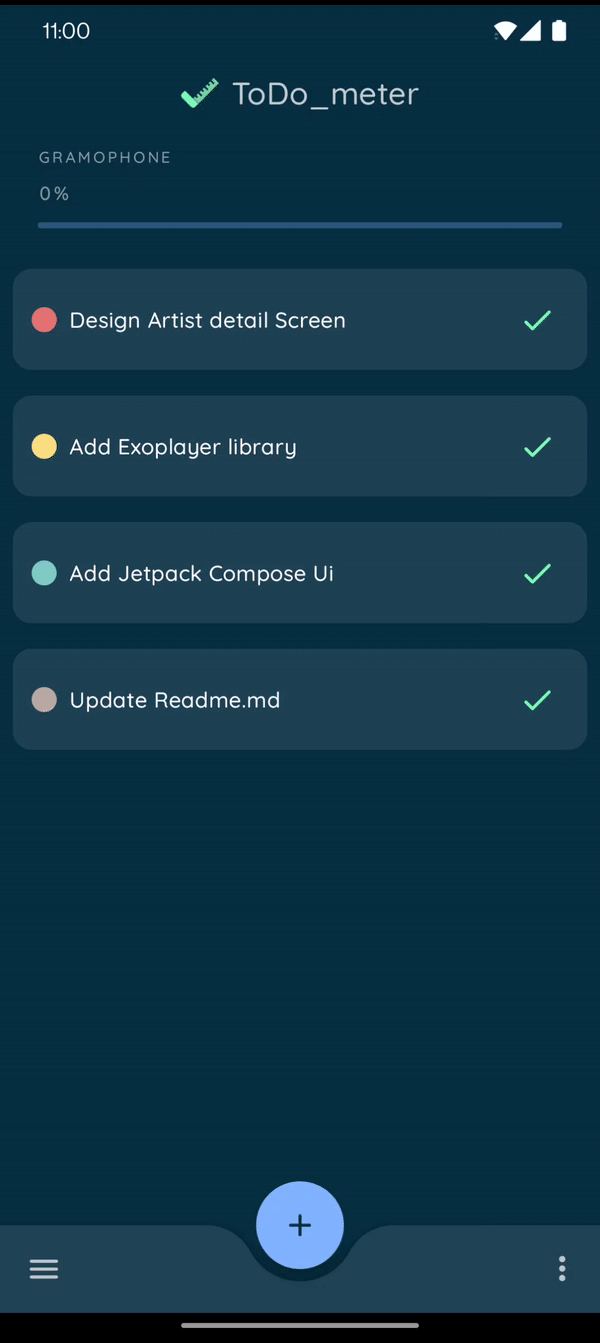 11:00
ToDo_meter
GRAMOPHONE
0%
Design Artist detail Screen
Add Exoplayer library
Add Jetpack Compose Ui
Update Readme.md